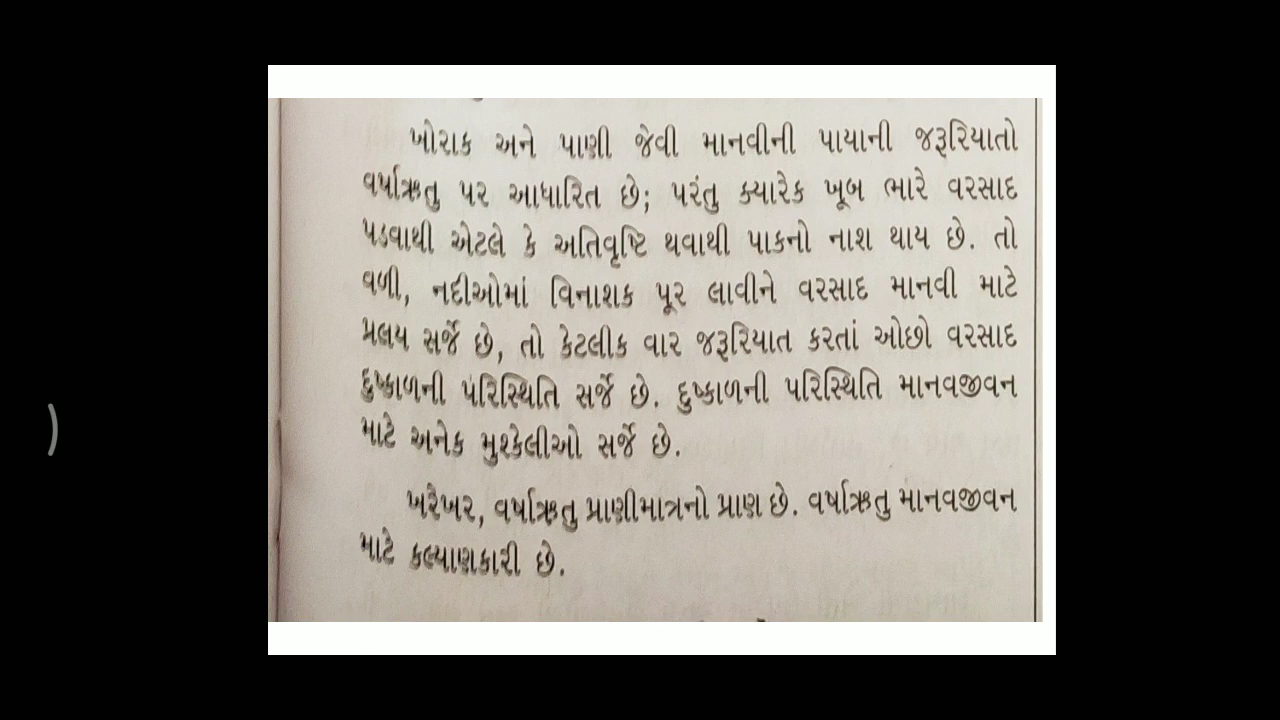 ખોરાક અને પાણી જેવી માનવીની પાયાની જરૂરિયાતો
વર્ષાઋતુ પર આધારિત છે; પરંતુ ક્યારેક ખૂબ ભારે વરસાદ
પડવાથી એટલે કે અતિવૃષ્ટિ થવાથી પાકનો નાશ થાય છે. તો
વળી, નદીઓમાં વિનાશક પૂર લાવીને વરસાદ માનવી માટે
પ્રલય સર્જે છે, તો કેટલીક વાર જરૂરિયાત કરતાં ઓછો વરસાદ
દુષ્કાળની પરિસ્થિતિ સર્જે છે. દુષ્કાળની પરિસ્થિતિ માનવજીવન
માટે અનેક મુશ્કેલીઓ સર્જે છે.
ખરેખર, વર્ષાઋતુ પ્રાણીમાત્રનો પ્રાણ છે. વર્ષાઋતુ માનવજીવન
માટે કલ્યાણકારી છે.